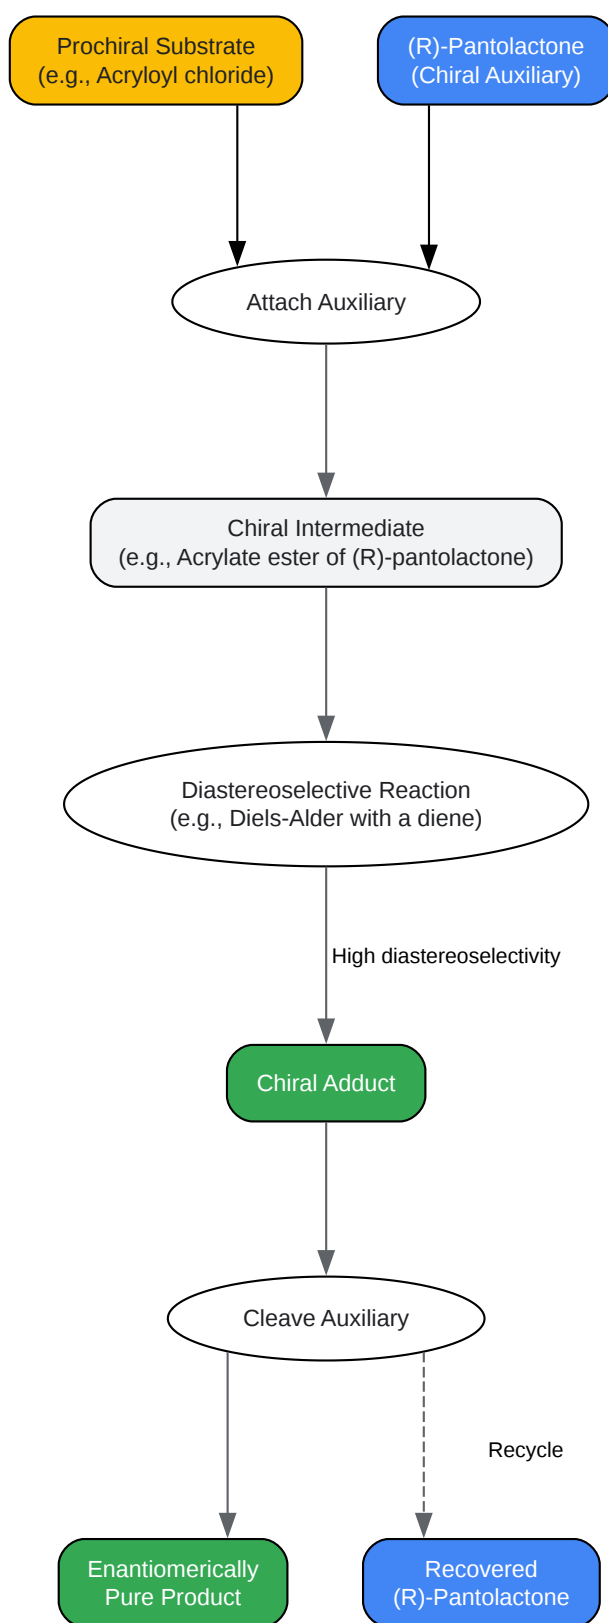 Prochiral Substrate
(e.g., Acryloyl chloride)
(R)-Pantolactone
(Chiral Auxiliary)
Attach Auxiliary
Chiral Intermediate
(e.g., Acrylate ester of (R)-pantolactone)
Diastereoselective Reaction
(e.g., Diels-Alder with a diene)
High diastereoselectivity
Chiral Adduct
Cleave Auxiliary
Recycle
Enantiomerically
Pure Product
Recovered
(R)-Pantolactone